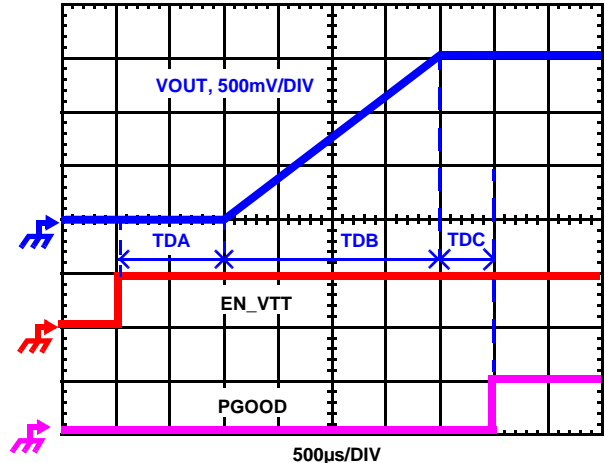 VOUT, 500mV/DIV
TDA
TDB
TDC
EN_VTT
PGOOD
500µs/DIV